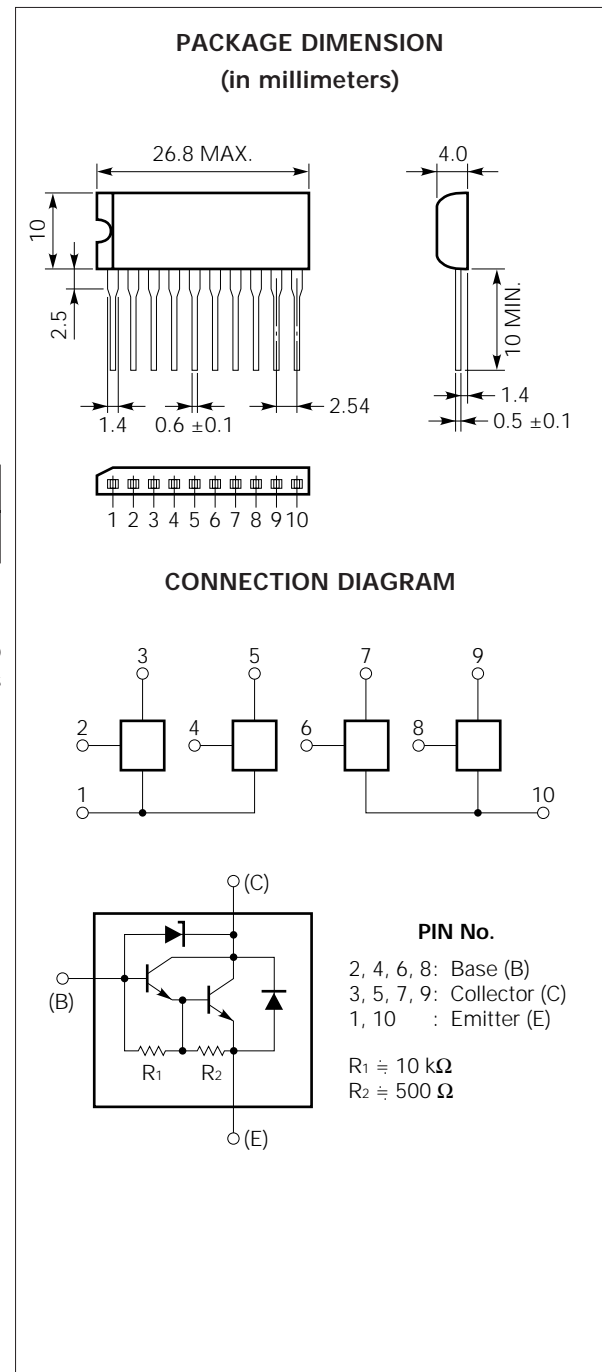 PACKAGE DIMENSION
(in millimeters)
26.8 MAX.
4.0
10
2.5
10 MIN.
2.54
1.4
1.4 0.6 ±0.1
0.5 ±0.1
1 2 3 4 5 6 7 8 9 10
CONNECTION DIAGRAM
3 5 7 9
2 4 6 8
1 10
(C)
(B)
R1 R2
(E)
PIN No.
2, 4, 6, 8: Base (B)
3, 5, 7, 9: Collector (C)
1, 10 : Emitter (E)
R1 ≒ 10 kΩ
R2 ≒ 500 Ω